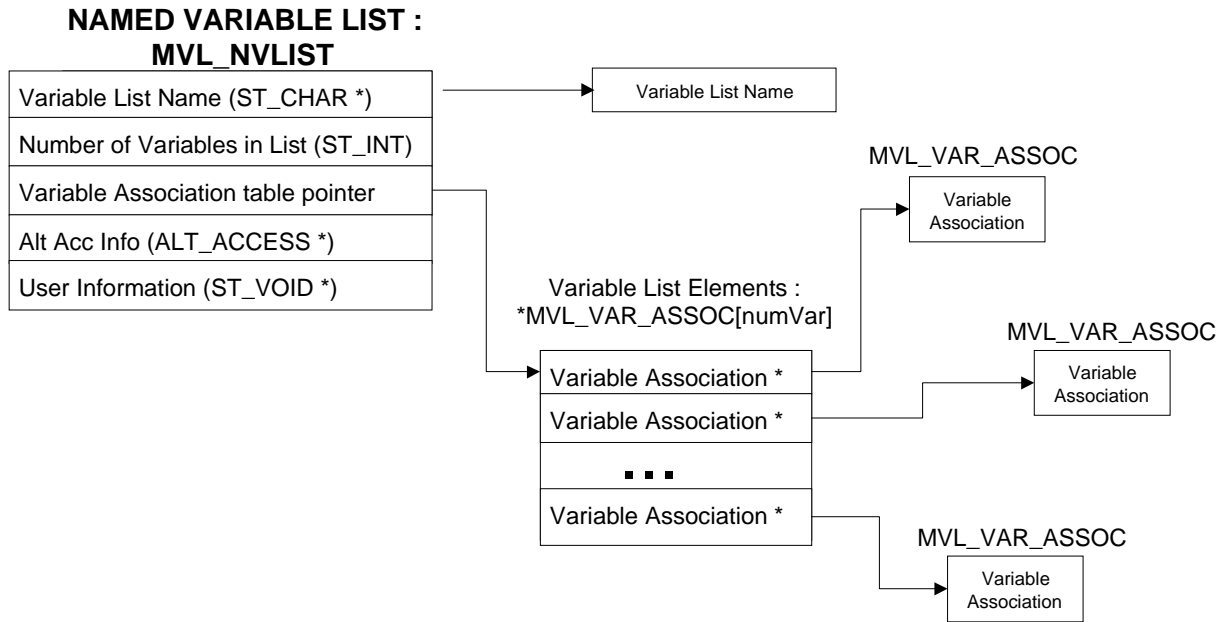 NAMED VARIABLE LIST :
MVL_NVLIST
Variable List Name (ST_CHAR *)
Variable List Name
Number of Variables in List (ST_INT)
Variable Association table pointer
Alt Acc Info (ALT_ACCESS *)
User Information (ST_VOID *)
MVL_VAR_ASSOC
Variable
Association
Variable List Elements :
*MVL_VAR_ASSOC[numVar]
Variable Association *
Variable Association *
...
Variable Association *
MVL_VAR_ASSOC
Variable
Association
MVL_VAR_ASSOC
Variable
Association